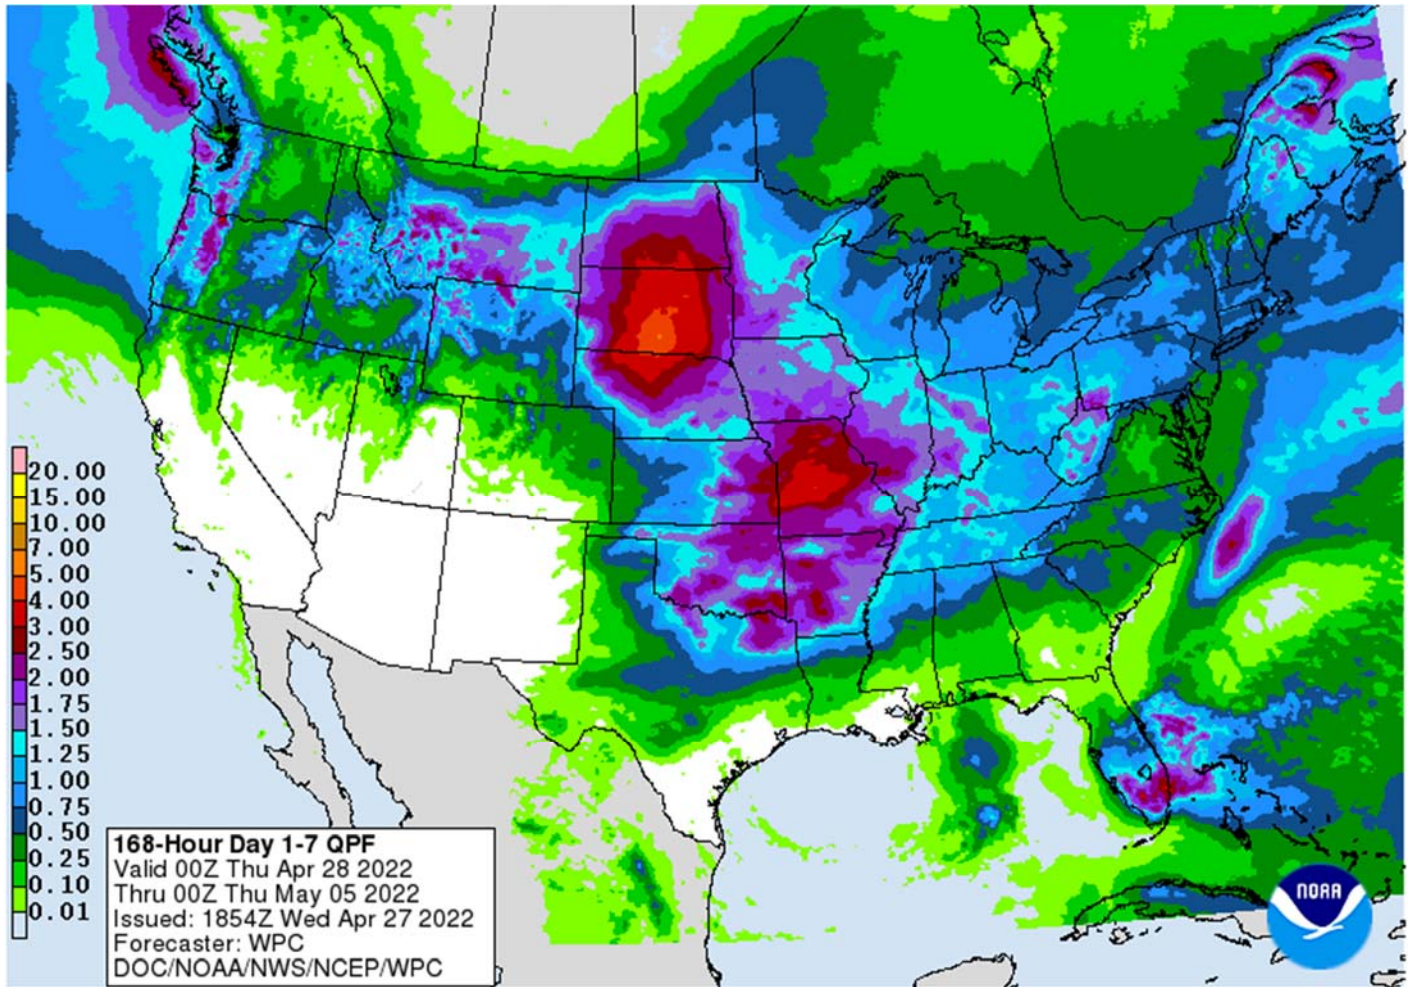 20.00
15.00
10.00
7.00
5.00
4.00
3.00
2.50
2.00
1.75
1.50
1.25
1.00
0.75
0.50
0.25
0.10
0.01
168-Hour Day 1-7 QPF
Valid 00Z Thu Apr 28 2022
Thru 00Z Thu May 05 2022
Issued: 1854Z Wed Apr 27 2022
Forecaster: WPC
DOC/NOAA/NWS/NCEP/WPC
NOAA